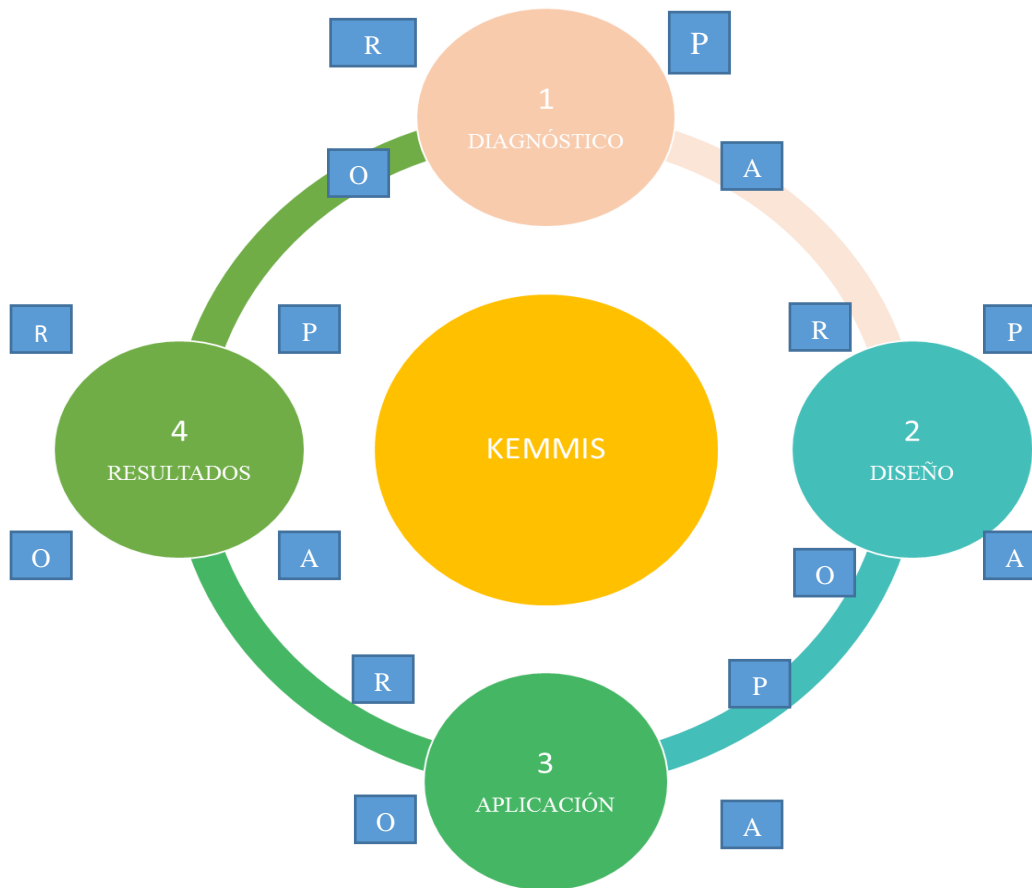 R
P
1
DIAGNÓSTICO
O
A
R
P
R
P
4
RESULTADOS
KEMMIS
2
DISEÑO
O
A
O
A
R
P
3
APLICACIÓN
O
A